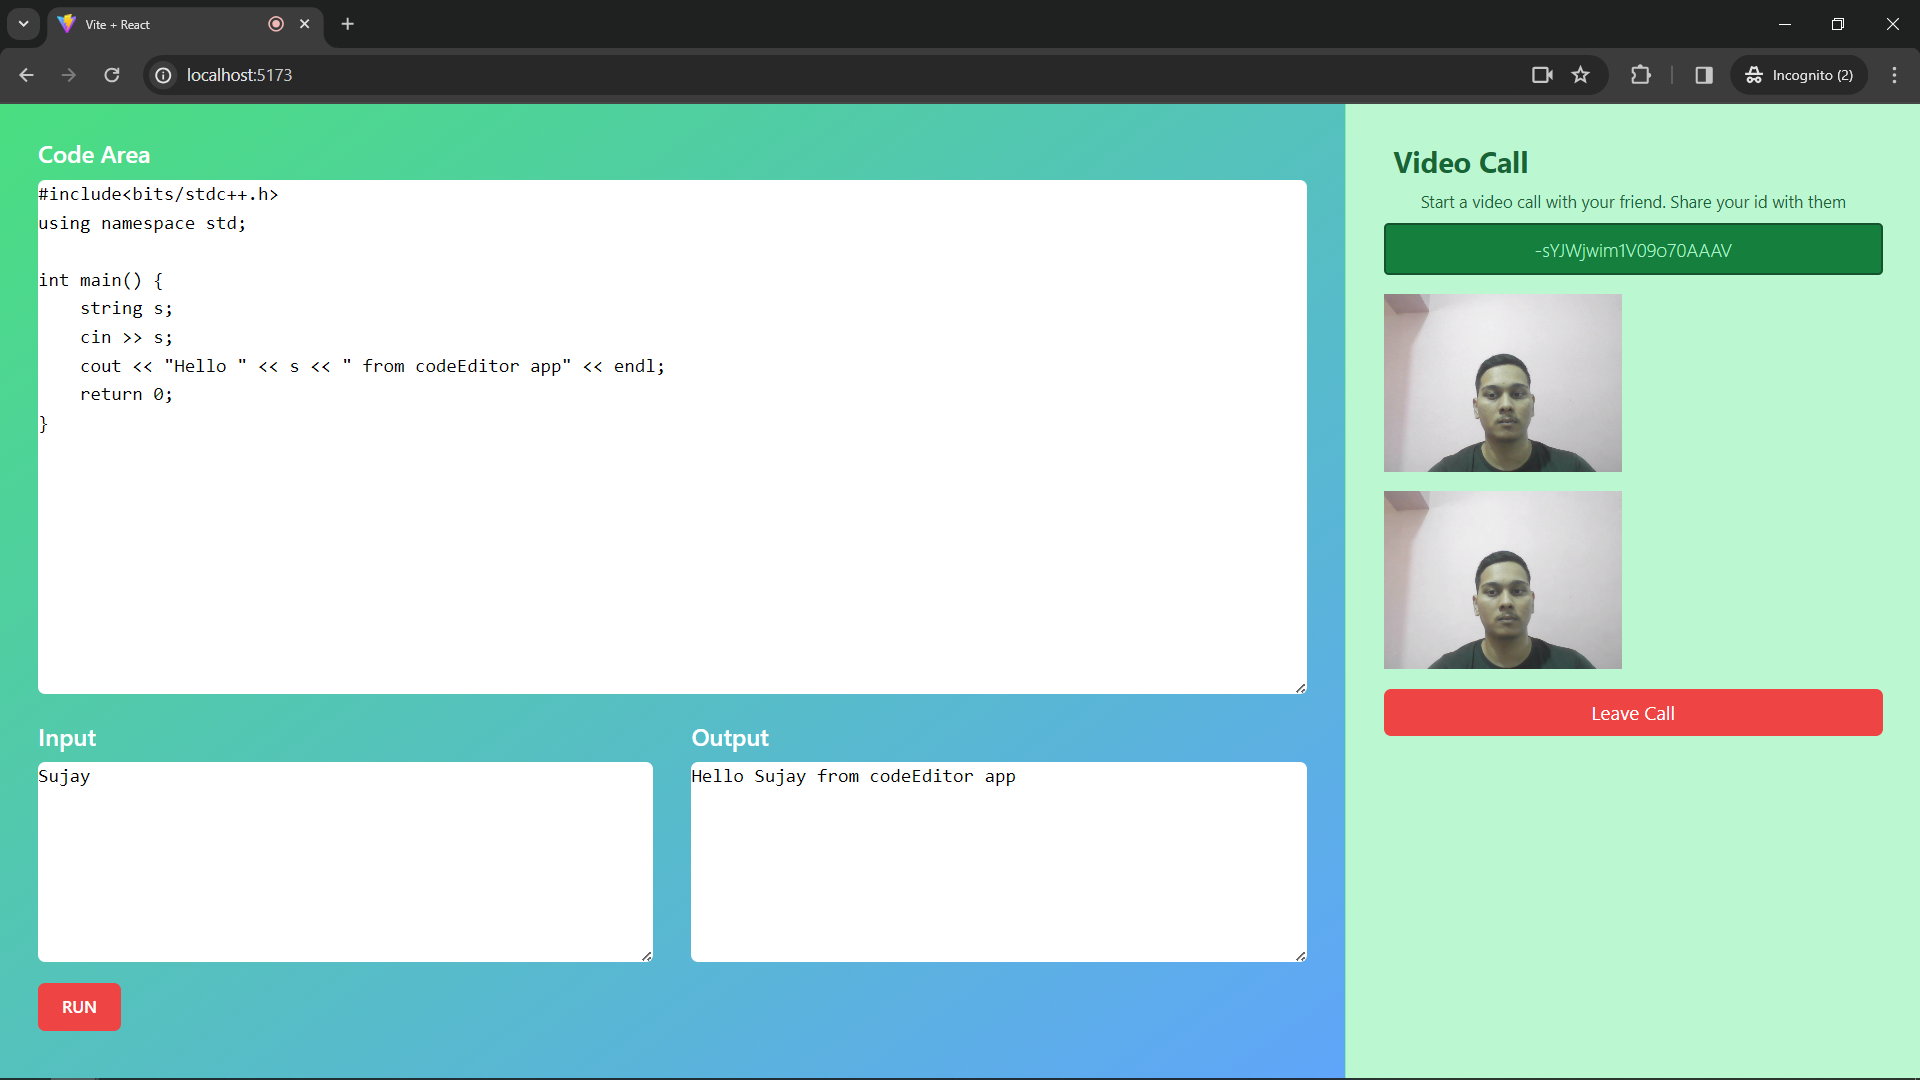 Vite + React
localhost:5173
Incognito (2)
Code Area
#include<bits/stdc++.h>
using namespace std;
int main() {
    string s;
    cin >> s;
    cout << "Hello " << s << " from codeEditor app" << endl;
    return 0;
}
Input
Sujay
Output
Hello Sujay from codeEditor app
RUN
Video Call
Start a video call with your friend. Share your id with them
-sYJWjwim1V09o70AAAV
Leave Call